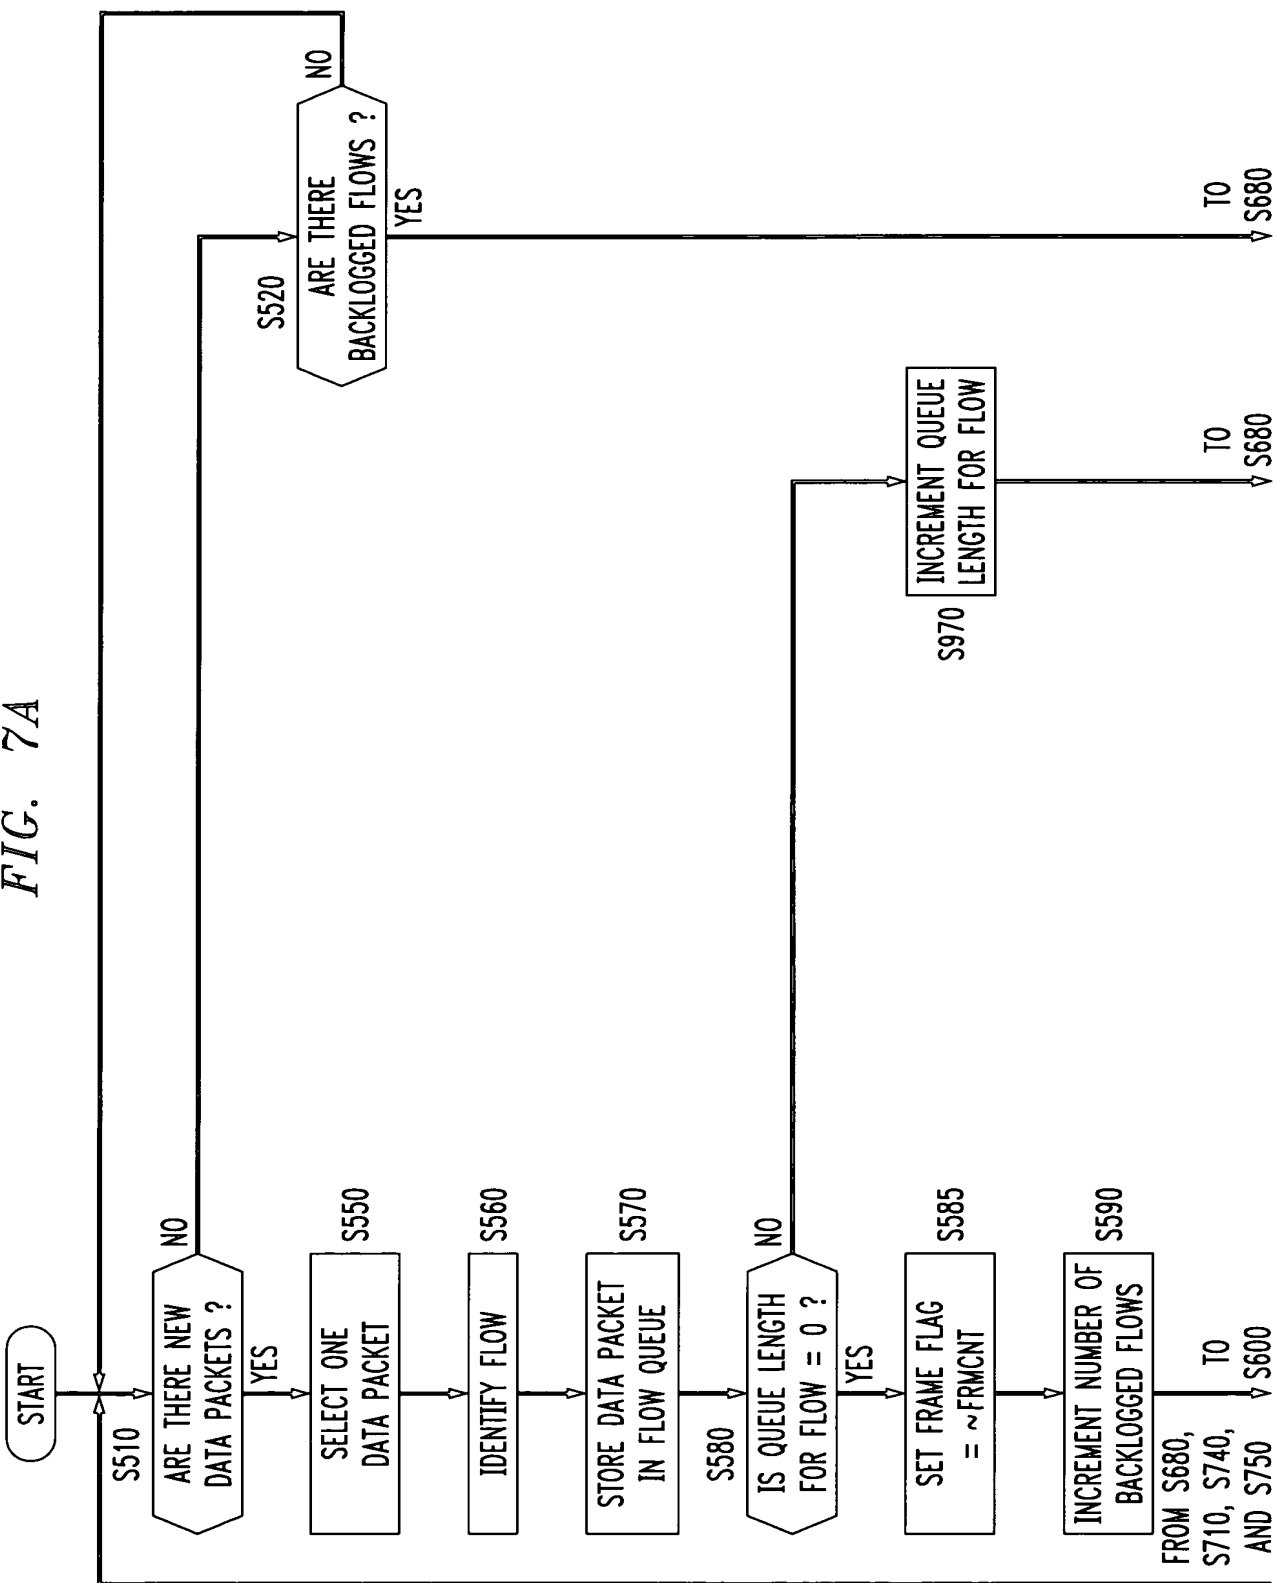 FIG. 7A
START
S510
ARE THERE NEW
DATA PACKETS ?
NO
YES
S520
ARE THERE
BACKLOGGED FLOWS ?
NO
YES
TO
S680
SELECT ONE
DATA PACKET
S550
IDENTIFY FLOW
S560
STORE DATA PACKET
IN FLOW QUEUE
S570
S580
IS QUEUE LENGTH
FOR FLOW = 0 ?
NO
YES
S970
INCREMENT QUEUE
LENGTH FOR FLOW
TO
S680
SET FRAME FLAG
= ~FRMCNT
S585
INCREMENT NUMBER OF
BACKLOGGED FLOWS
S590
FROM S680,
S710, S740,
AND S750
TO
S600